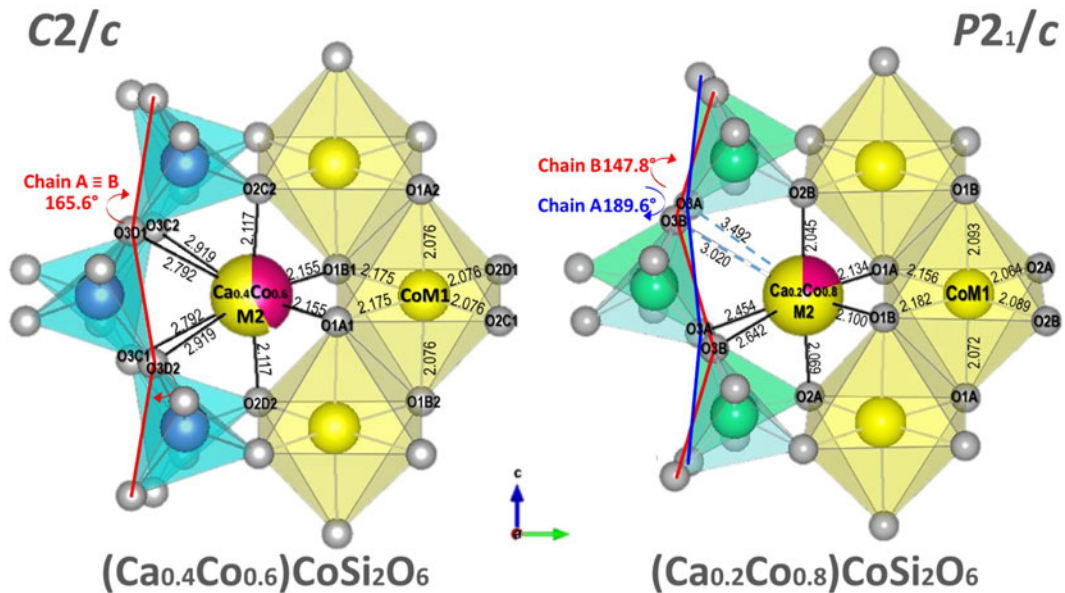 C2/c
P2₁/c
Chain A ≡ B
165.6°
O3C2
O3D1
2.919
2.792
O2C2
2.117
Ca0.4Co0.6
M2
2.155
2.155
O1B1
O1A1
O1A2
2.175
2.175
2.076
2.076
2.076
2.076
CoM1
O2D1
O2C1
2.792
2.919
O3C1
O3D2
2.117
O2D2
O1B2
Chain B147.8°
Chain A189.6°
O3A
O3B
3.492
3.020
O2B
2.045
Ca0.2Co0.8
M2
2.134
2.100
O1A
O1B
O1B
2.156
2.182
2.093
2.064
2.089
2.072
CoM1
O2A
O2B
2.454
2.642
O3A
O3B
2.069
O2A
O1A
c
a
(Ca0.4Co0.6)CoSi2O6
(Ca0.2Co0.8)CoSi2O6